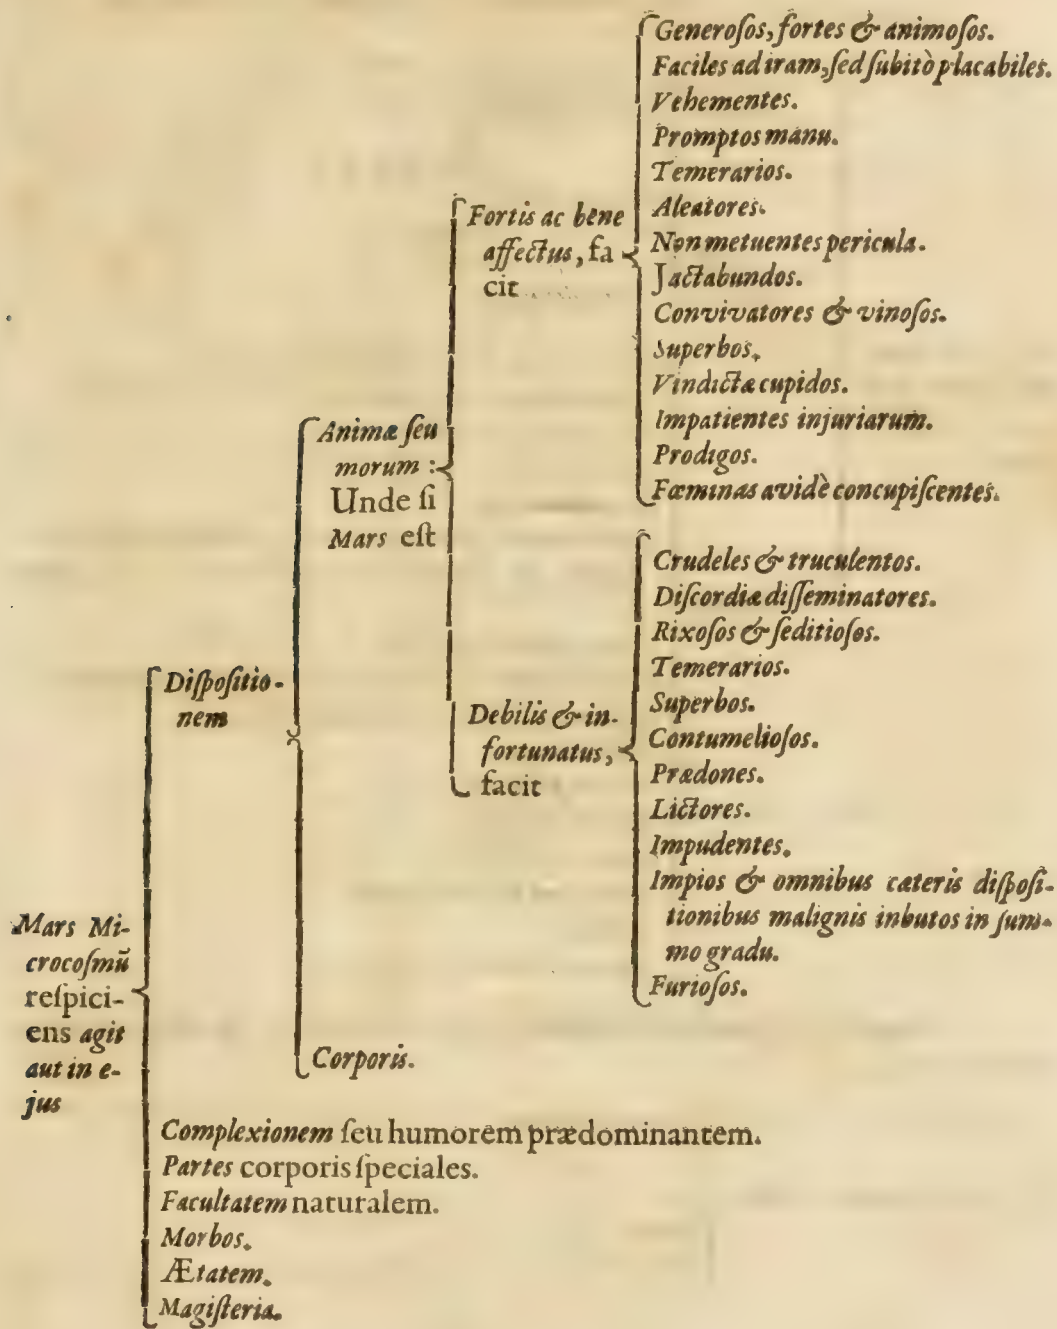 Generoſos, fortes & animoſos.
Faciles ad iram, ſed ſubitò placabiles.
Vehementes.
Promptos manu.
Temerarios.
Aleatores.
Non metuentes pericula.
Jactabundos.
Convivatores & vinoſos.
Superbos.
Vindictæ cupidos.
Impatientes injuriarum.
Prodigos.
Fœminas avidè concupiſcentes.
Fortis ac bene
affectus, fa
cit
Animæ ſeu
morum :
Unde ſi
Mars eſt
Crudeles & truculentos.
Diſcordiæ diſſeminatores.
Rixoſos & ſeditioſos.
Temerarios.
Superbos.
Contumelioſos.
Prædones.
Lictores.
Impudentes.
Impios & omnibus cæteris diſpoſi-
tionibus malignis inbutos in ſum-
mo gradu.
Furioſos.
Debilis & in-
fortunatus,
facit
Diſpoſitio-
nem
Corporis.
Mars Mi-
crocoſmū
reſpici-
ens agit
aut in e-
jus
Complexionem ſeu humorem prædominantem.
Partes corporis ſpeciales.
Facultatem naturalem.
Morbos.
Ætatem.
Magiſteria.